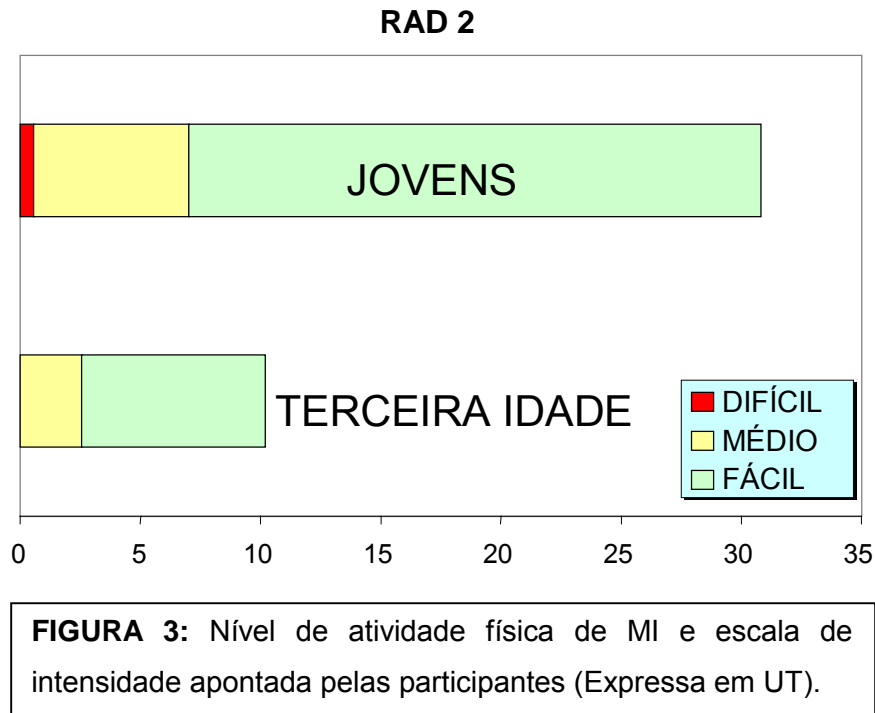 RAD 2
JOVENS
TERCEIRA IDADE
DIFÍCIL
MÉDIO
FÁCIL
0 5 10 15 20 25 30 35
FIGURA 3: Nível de atividade física de MI e escala de
intensidade apontada pelas participantes (Expressa em UT).